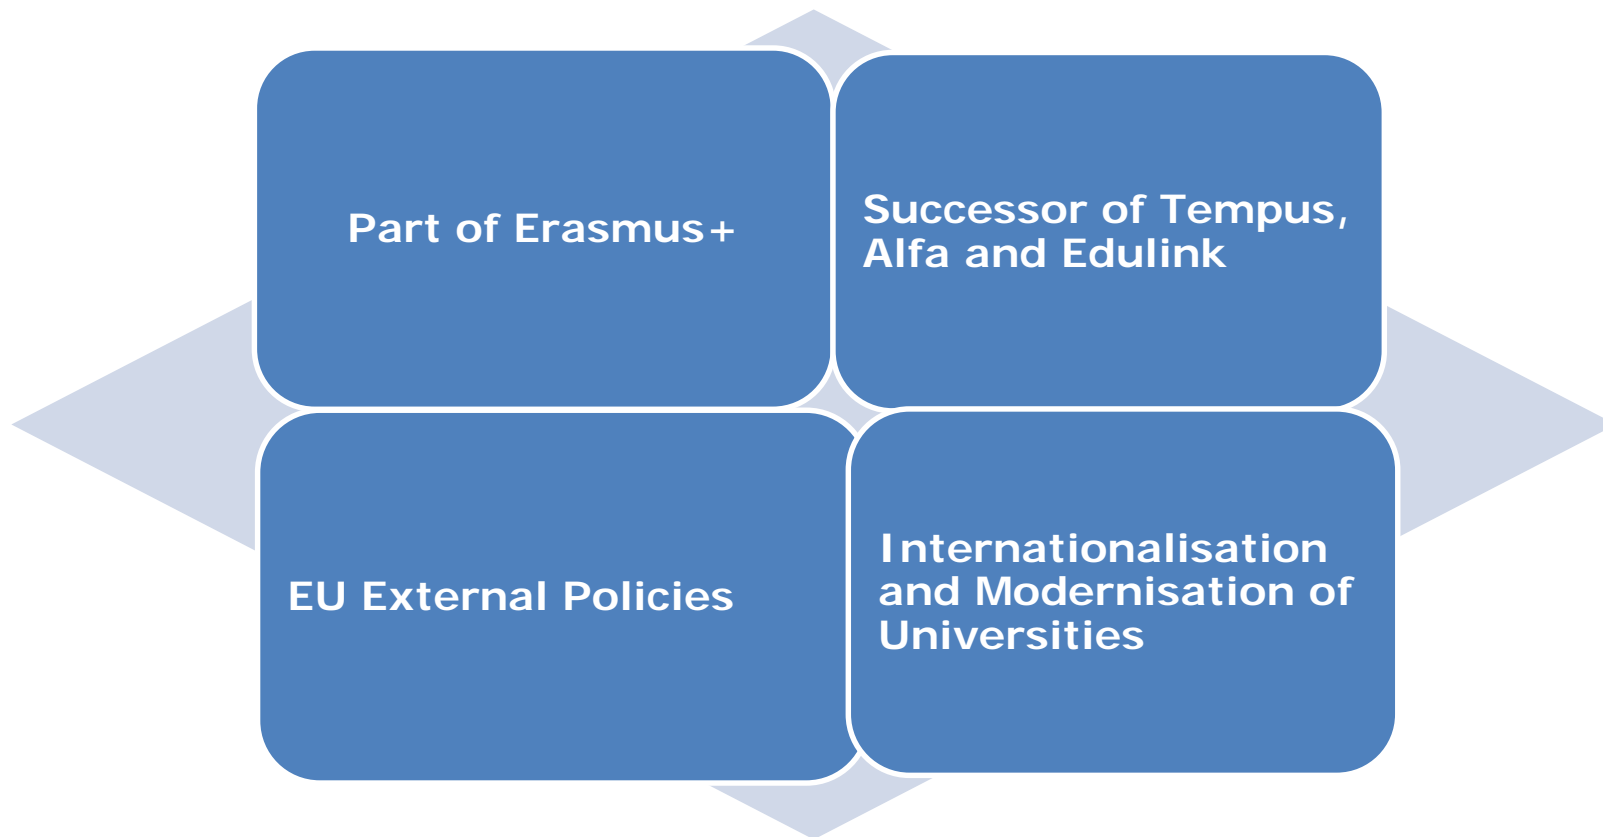 Part of Erasmus+
Successor of Tempus,
Alfa and Edulink
EU External Policies
Internationalisation
and Modernisation of
Universities